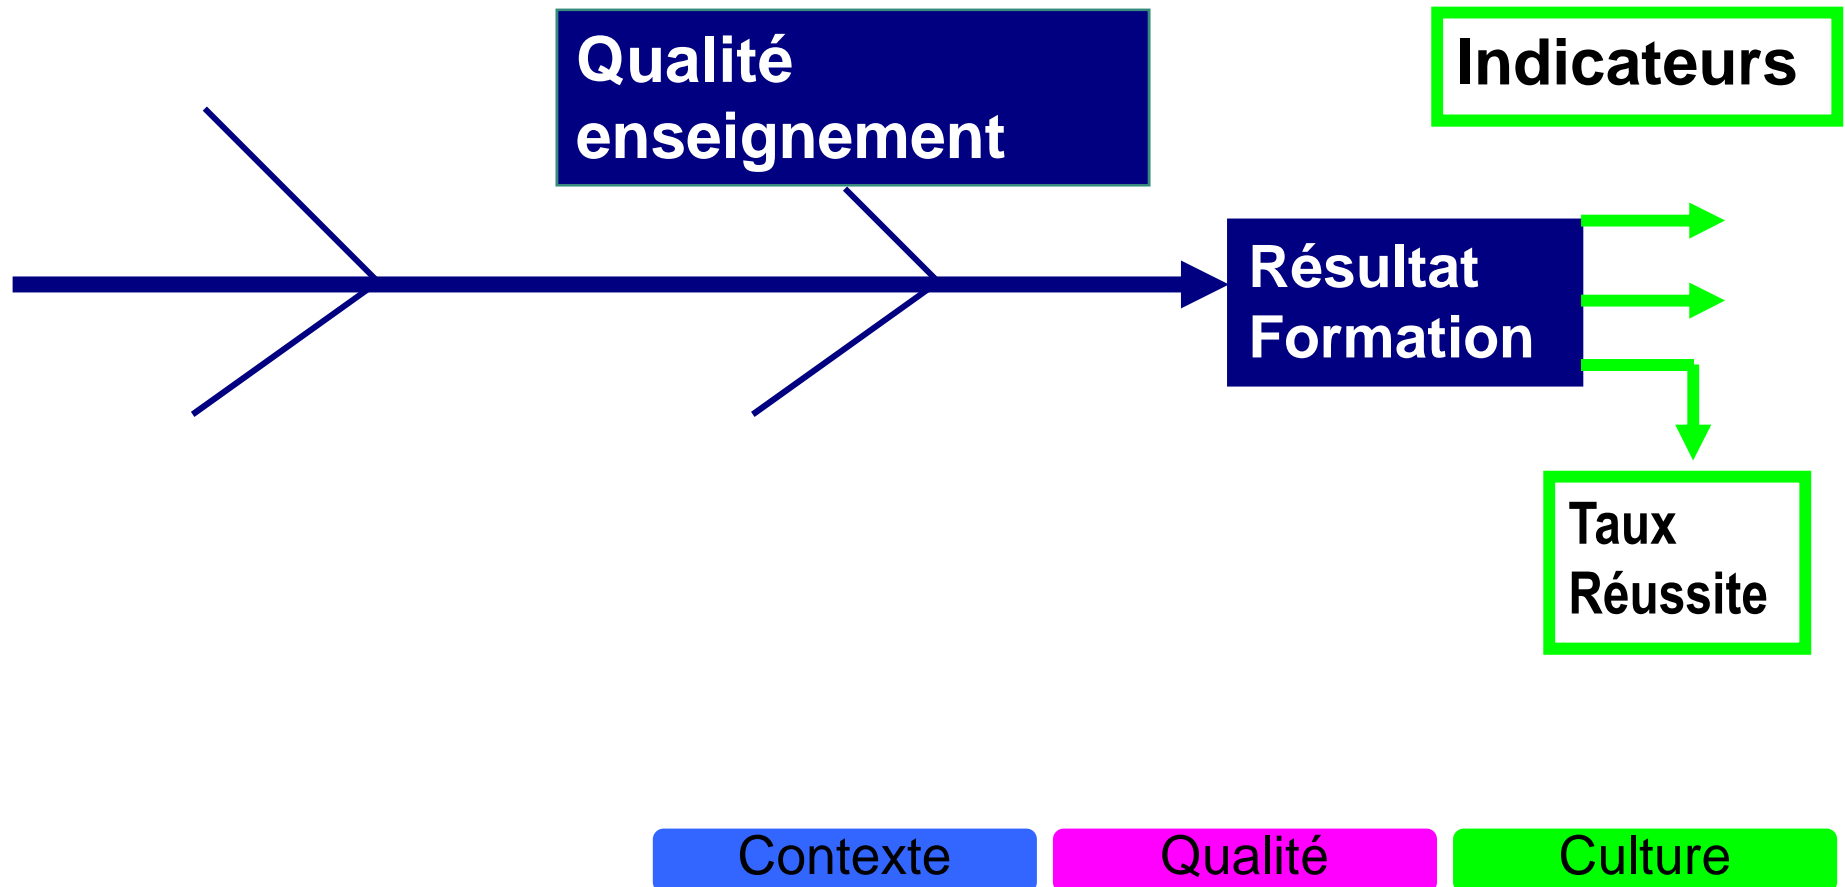 Qualité
enseignement
Indicateurs
Résultat
Formation
Taux
Réussite
Contexte
Qualité
Culture